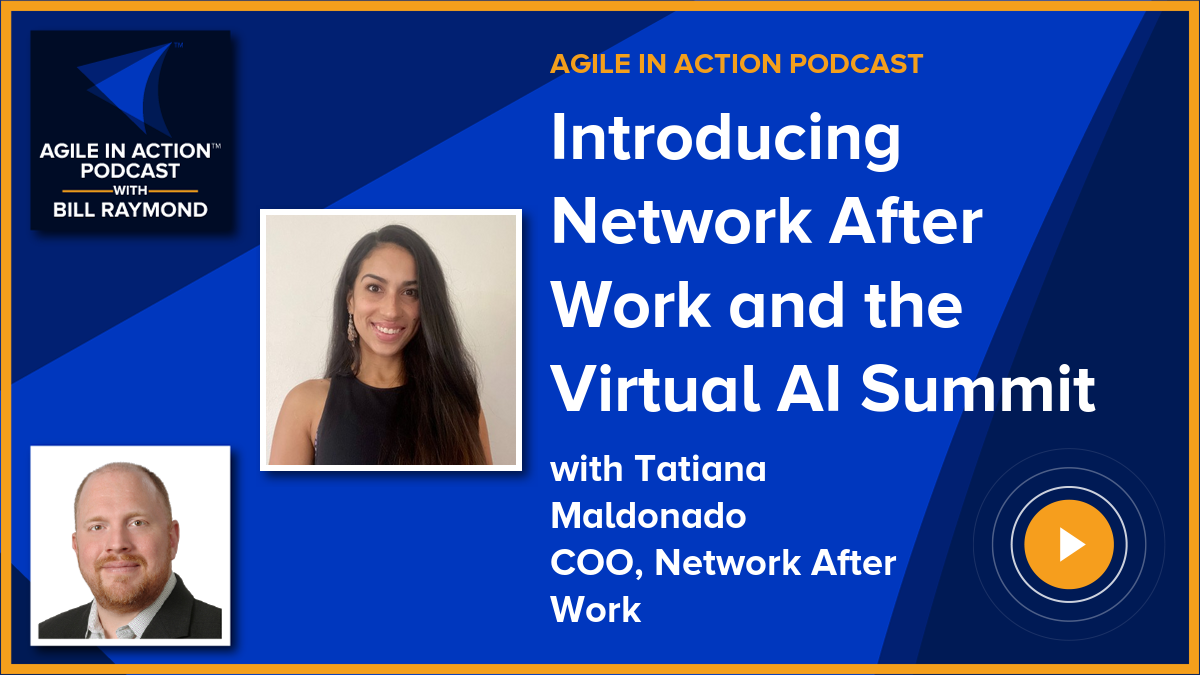 AGILE IN ACTION™
PODCAST
WITH
BILL RAYMOND
AGILE IN ACTION PODCAST
Introducing
Network After
Work and the
Virtual AI Summit
with Tatiana
Maldonado
COO, Network After
Work
TM